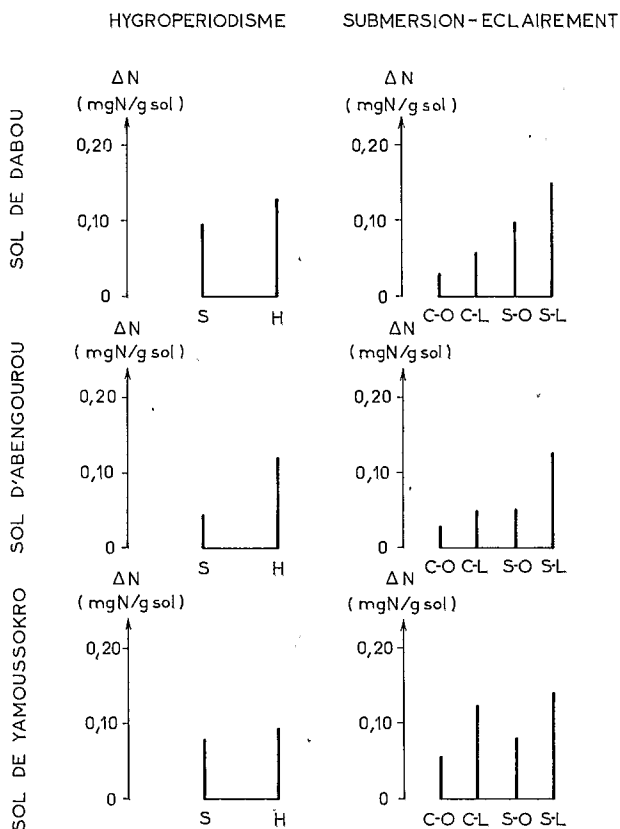 HYGROPERIODISME SUBMERSION-ECLAIREMENT
SOL DE DABOU
ΔN
(mgN/g sol)
0,20
0,10
0
S H
ΔN
(mgN/g sol)
0,20
0,10
0
C-O C-L S-O S-L
SOL D'ABENGOUROU
ΔN
(mgN/g sol)
0,20
0,10
0
S H
ΔN
(mgN/g sol)
0,20
0,10
0
C-O C-L S-O S-L
SOL DE YAMOUSSOKRO
ΔN
(mgN/g sol)
0,20
0,10
0
S H
ΔN
(mgN/g sol)
0,20
0,10
0
C-O C-L S-O S-L